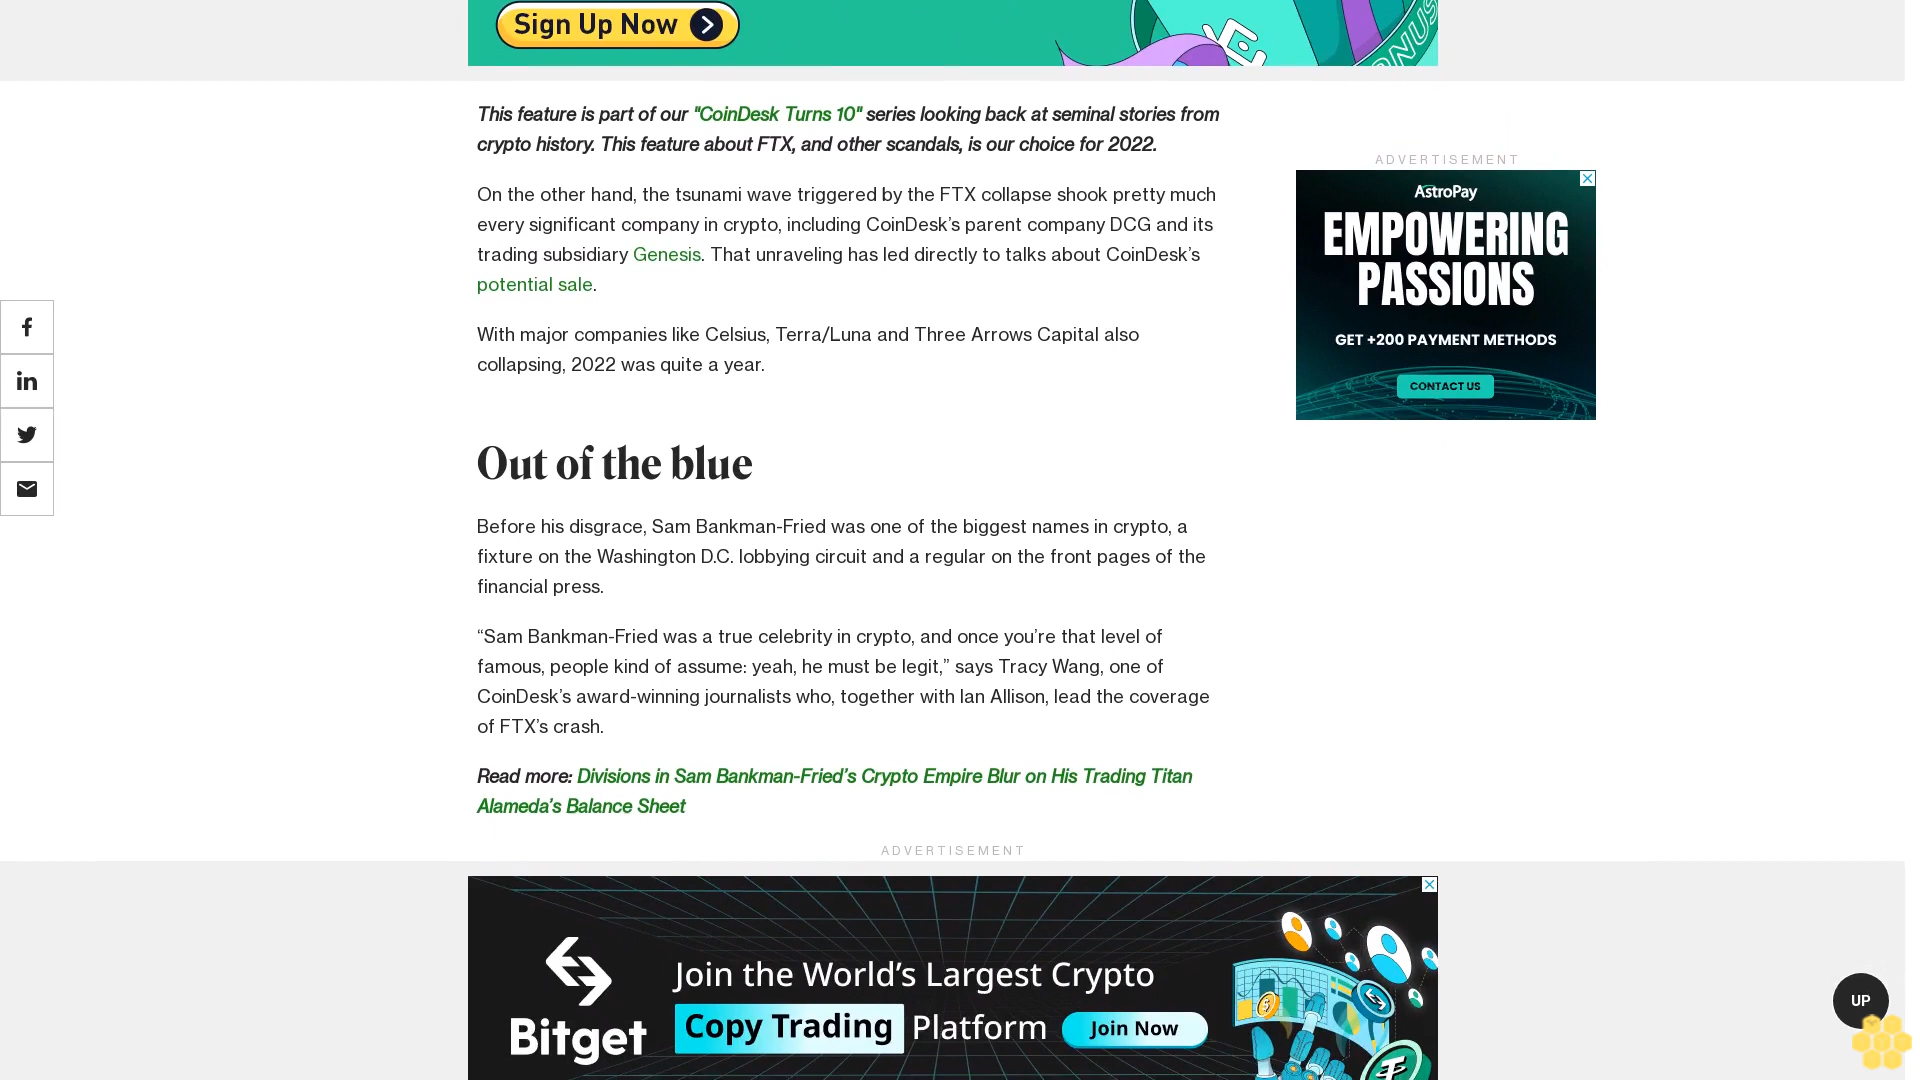 Sign Up Now
BONUS
This feature is part of our "CoinDesk Turns 10" series looking back at seminal stories from
crypto history. This feature about FTX, and other scandals, is our choice for 2022.
On the other hand, the tsunami wave triggered by the FTX collapse shook pretty much
every significant company in crypto, including CoinDesk’s parent company DCG and its
trading subsidiary Genesis. That unraveling has led directly to talks about CoinDesk’s
potential sale.
With major companies like Celsius, Terra/Luna and Three Arrows Capital also
collapsing, 2022 was quite a year.
Out of the blue
Before his disgrace, Sam Bankman-Fried was one of the biggest names in crypto, a
fixture on the Washington D.C. lobbying circuit and a regular on the front pages of the
financial press.
“Sam Bankman-Fried was a true celebrity in crypto, and once you’re that level of
famous, people kind of assume: yeah, he must be legit,” says Tracy Wang, one of
CoinDesk’s award-winning journalists who, together with Ian Allison, lead the coverage
of FTX’s crash.
Read more: Divisions in Sam Bankman-Fried’s Crypto Empire Blur on His Trading Titan
Alameda’s Balance Sheet
ADVERTISEMENT
AstroPay
EMPOWERING
PASSIONS
GET +200 PAYMENT METHODS
CONTACT US
ADVERTISEMENT
Bitget
Join the World’s Largest Crypto
Copy Trading Platform
Join Now
UP